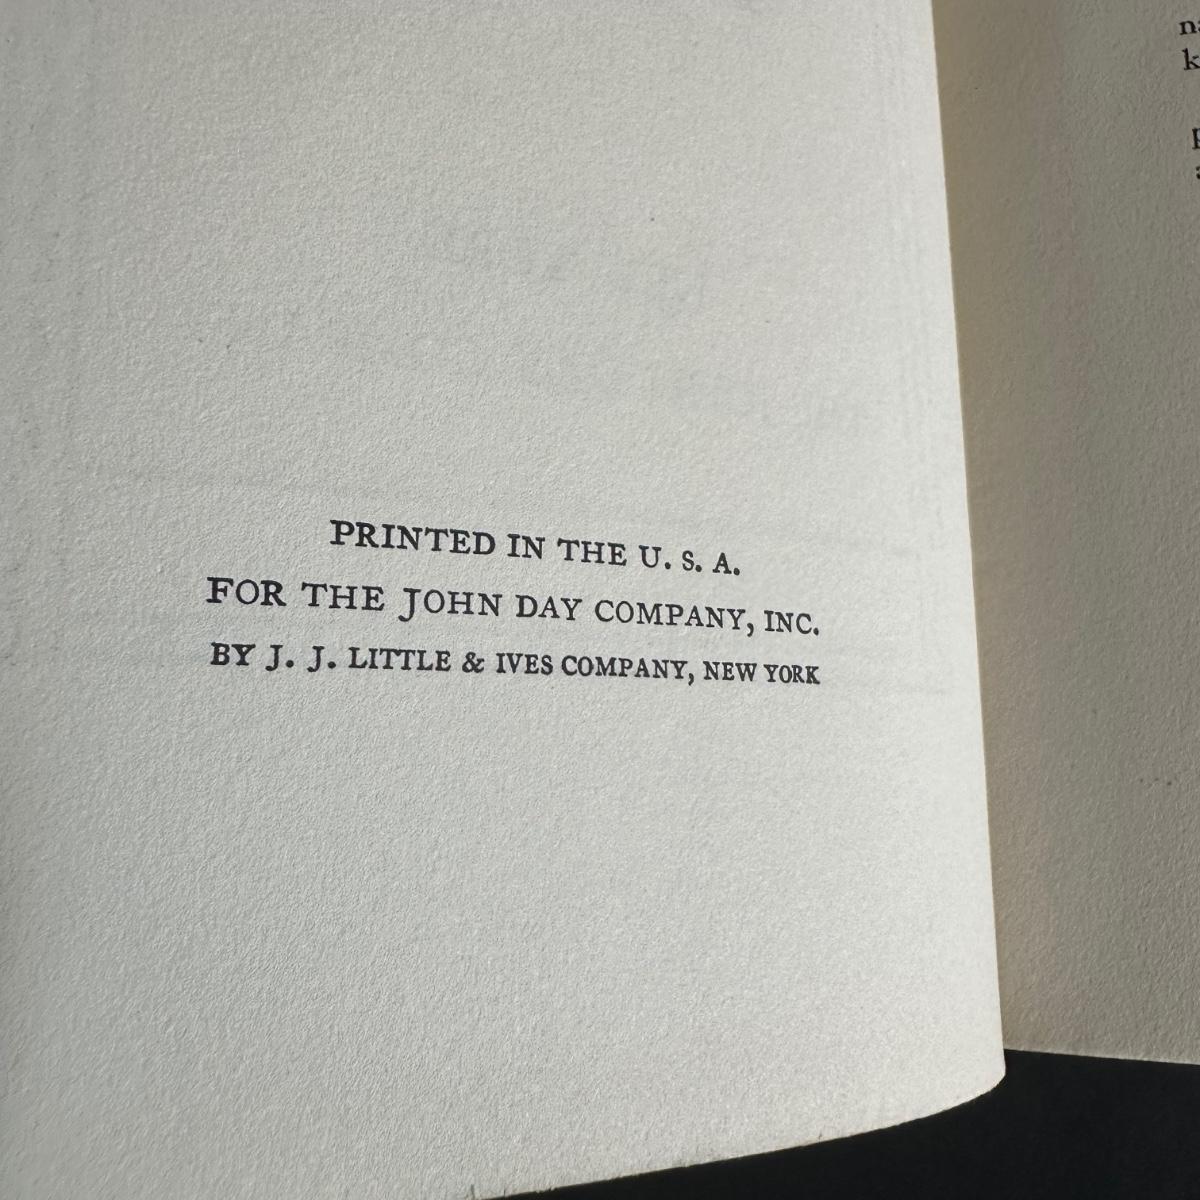 PRINTED IN THE U. S. A.
FOR THE JOHN DAY COMPANY, INC.
BY J. J. LITTLE & IVES COMPANY, NEW YORK